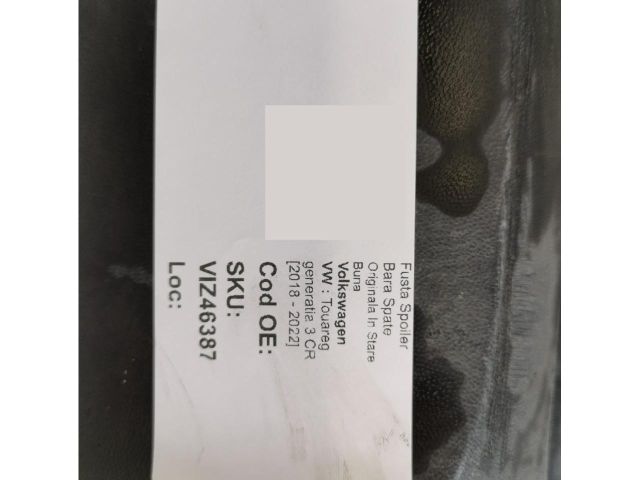 Fusta Spoiler
Bara Spate
Originala In Stare
Buna
Volkswagen
VW : Touareg
generatia 3 CR
[2018 - 2022]
Cod OE:
SKU:
VIZ46387
Loc: